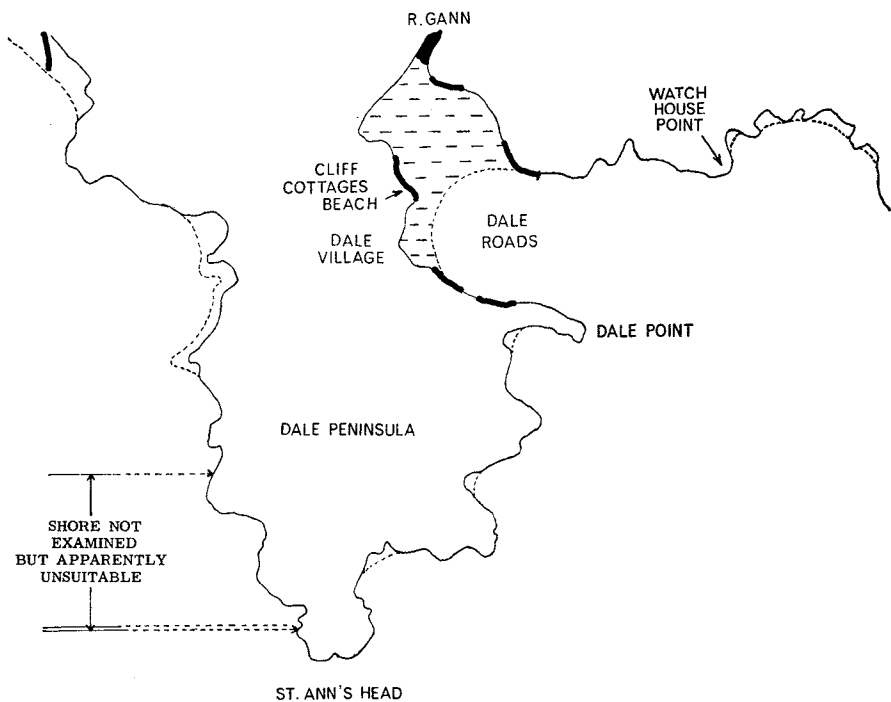 R. GANN
WATCH
HOUSE
POINT
CLIFF
COTTAGES
BEACH
DALE
ROADS
DALE
VILLAGE
DALE POINT
DALE PENINSULA
SHORE NOT
EXAMINED
BUT APPARENTLY
UNSUITABLE
ST. ANN'S HEAD